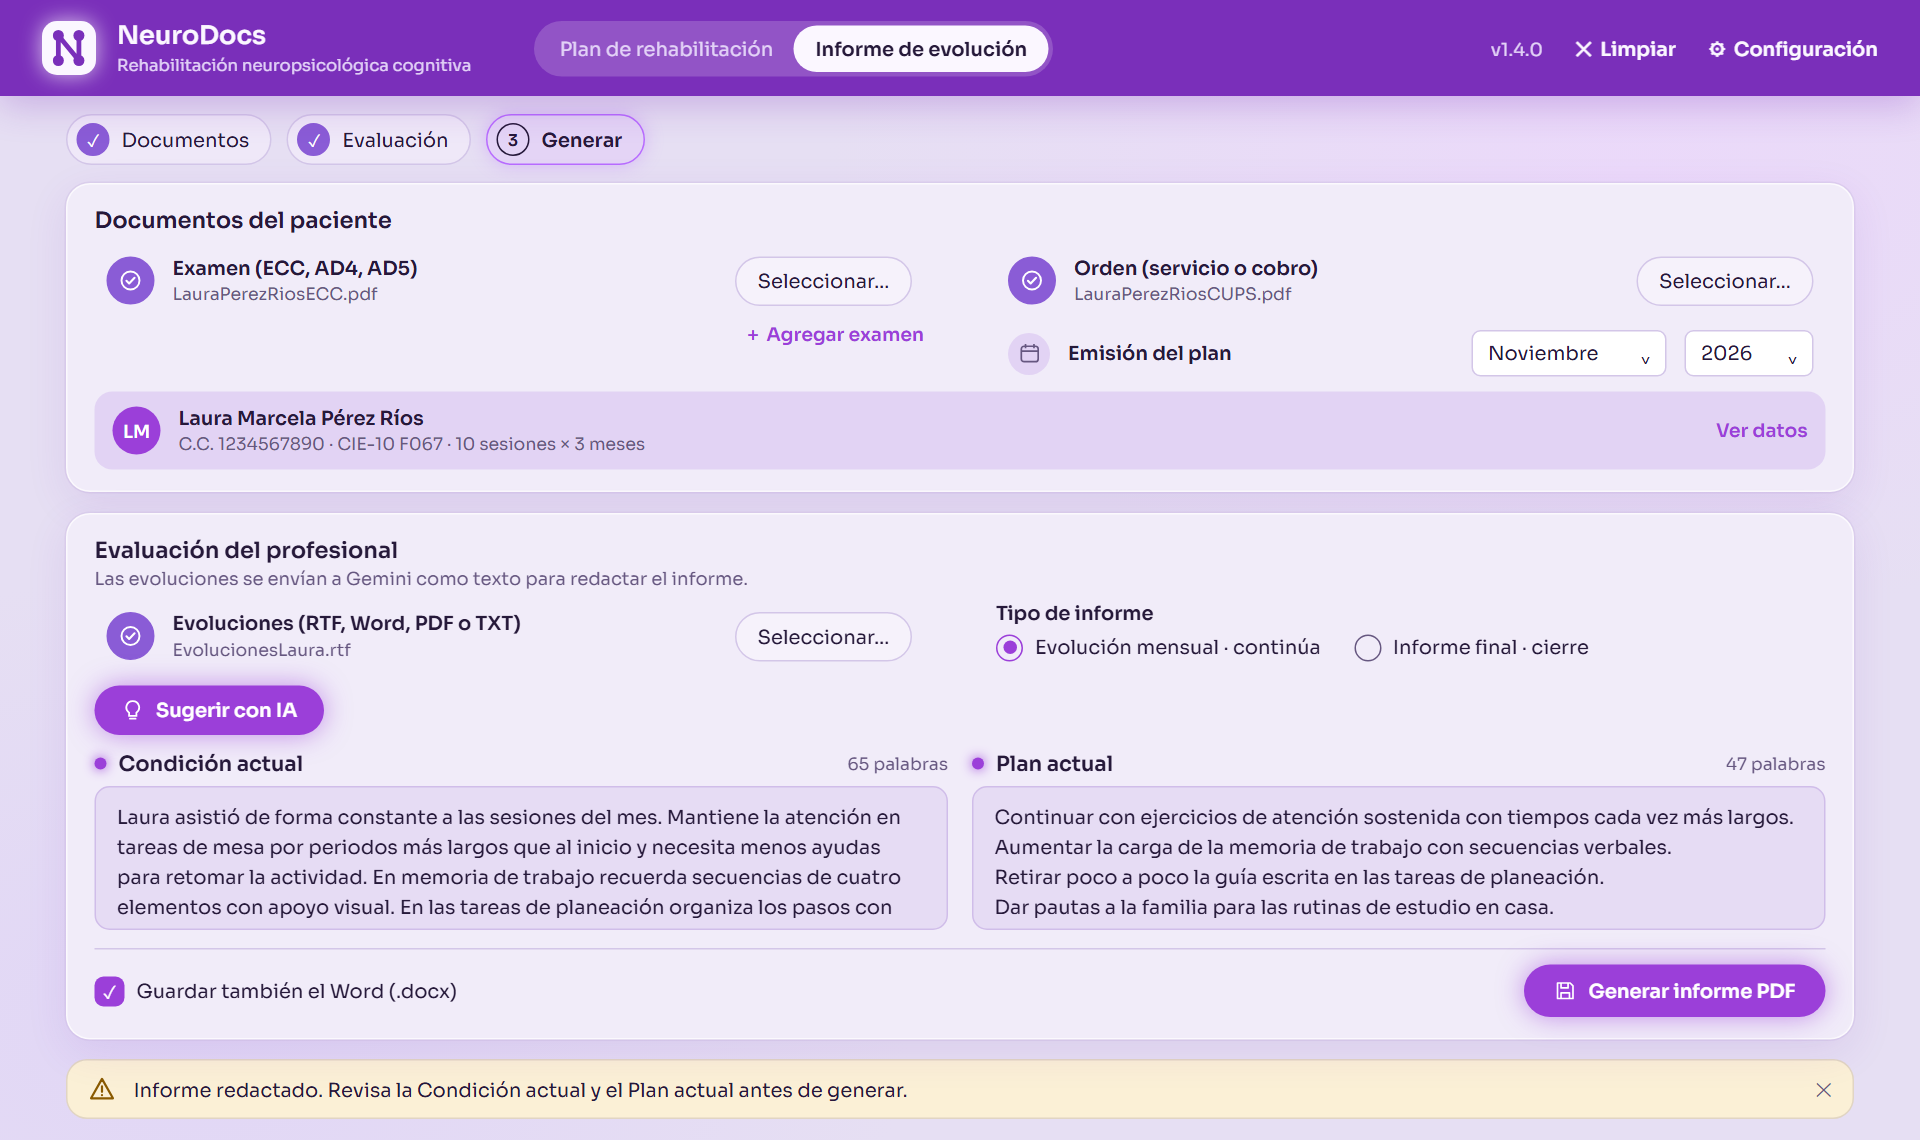 NeuroDocs
Rehabilitación neuropsicológica cognitiva
Plan de rehabilitación
Informe de evolución
v1.4.0
Limpiar
Configuración
Documentos
Evaluación
3
Generar
Documentos del paciente
Examen (ECC, AD4, AD5)
LauraPerezRiosECC.pdf
Seleccionar...
+ Agregar examen
Orden (servicio o cobro)
LauraPerezRiosCUPS.pdf
Seleccionar...
Emisión del plan
Noviembre
2026
LM
Laura Marcela Pérez Ríos
C.C. 1234567890 · CIE-10 F067 · 10 sesiones × 3 meses
Ver datos
Evaluación del profesional
Las evoluciones se envían a Gemini como texto para redactar el informe.
Evoluciones (RTF, Word, PDF o TXT)
EvolucionesLaura.rtf
Seleccionar...
Tipo de informe
Evolución mensual · continúa
Informe final · cierre
Sugerir con IA
Condición actual
65 palabras
Laura asistió de forma constante a las sesiones del mes. Mantiene la atención en
tareas de mesa por periodos más largos que al inicio y necesita menos ayudas
para retomar la actividad. En memoria de trabajo recuerda secuencias de cuatro
elementos con apoyo visual. En las tareas de planeación organiza los pasos con
Plan actual
47 palabras
Continuar con ejercicios de atención sostenida con tiempos cada vez más largos.
Aumentar la carga de la memoria de trabajo con secuencias verbales.
Retirar poco a poco la guía escrita en las tareas de planeación.
Dar pautas a la familia para las rutinas de estudio en casa.
Guardar también el Word (.docx)
Generar informe PDF
Informe redactado. Revisa la Condición actual y el Plan actual antes de generar.